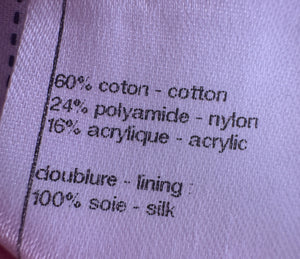 60% coton - cotton
24% polyamide - nylon
16% acrylique - acrylic
doublure - lining :
100% soie - silk